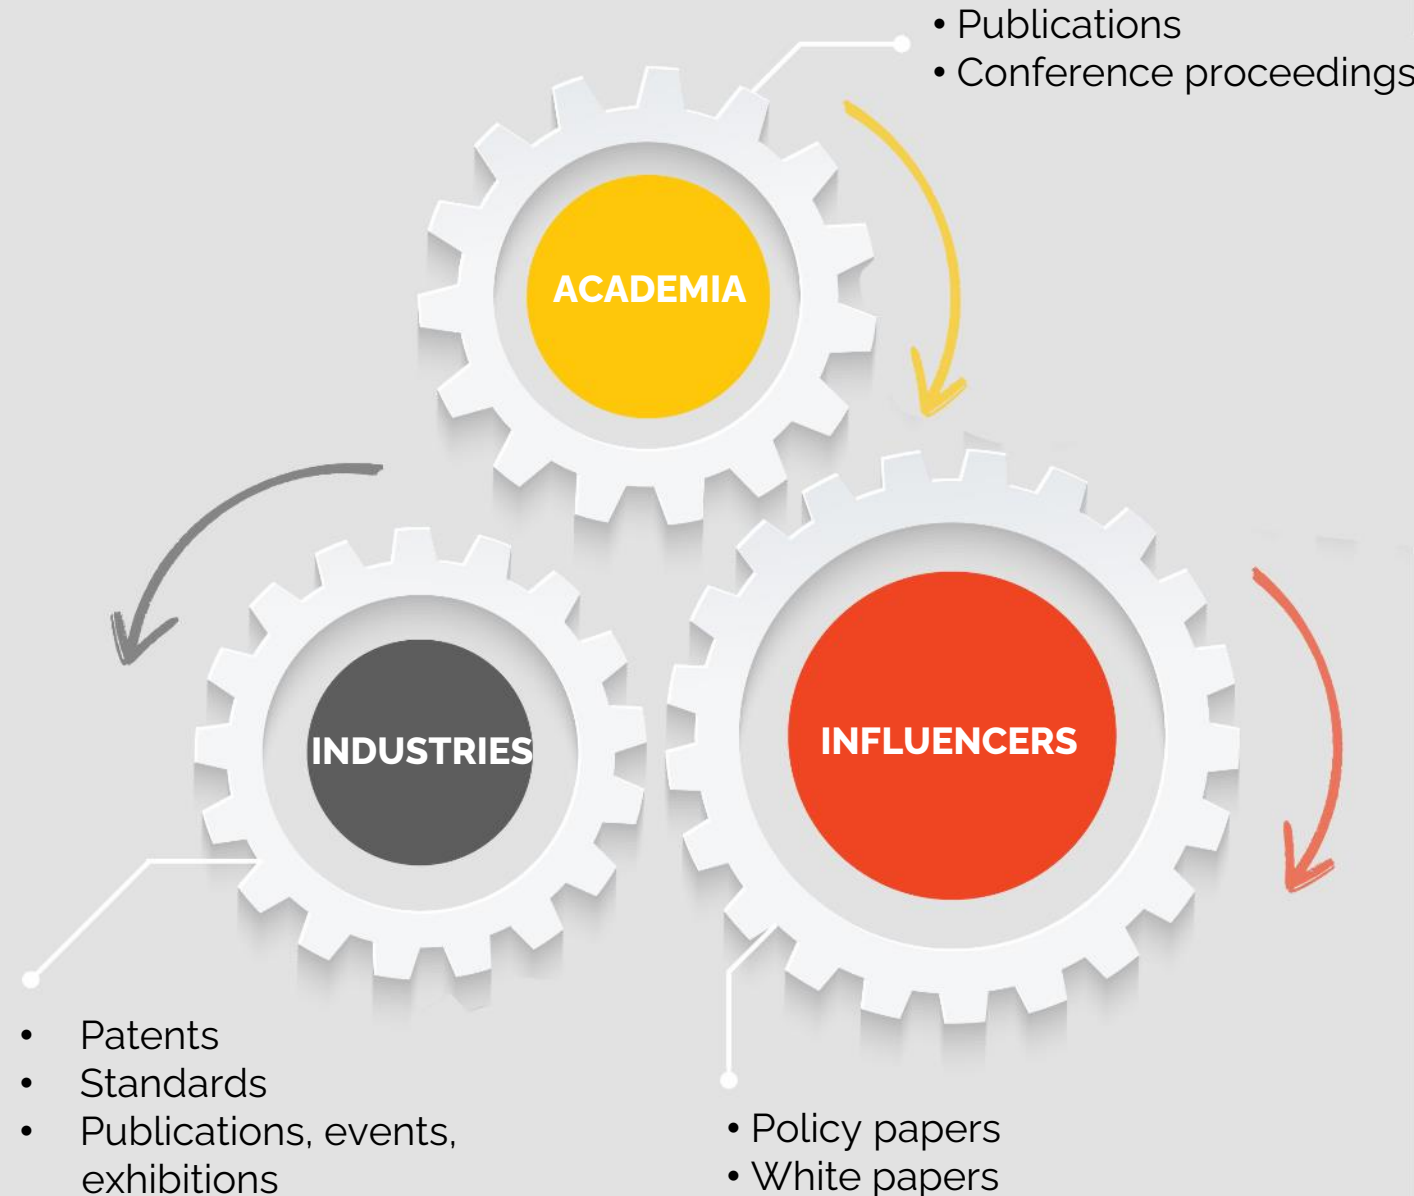 • Publications
• Conference proceedings
ACADEMIA
INDUSTRIES
INFLUENCERS
• Patents
• Standards
• Publications, events,
exhibitions
• Policy papers
• White papers